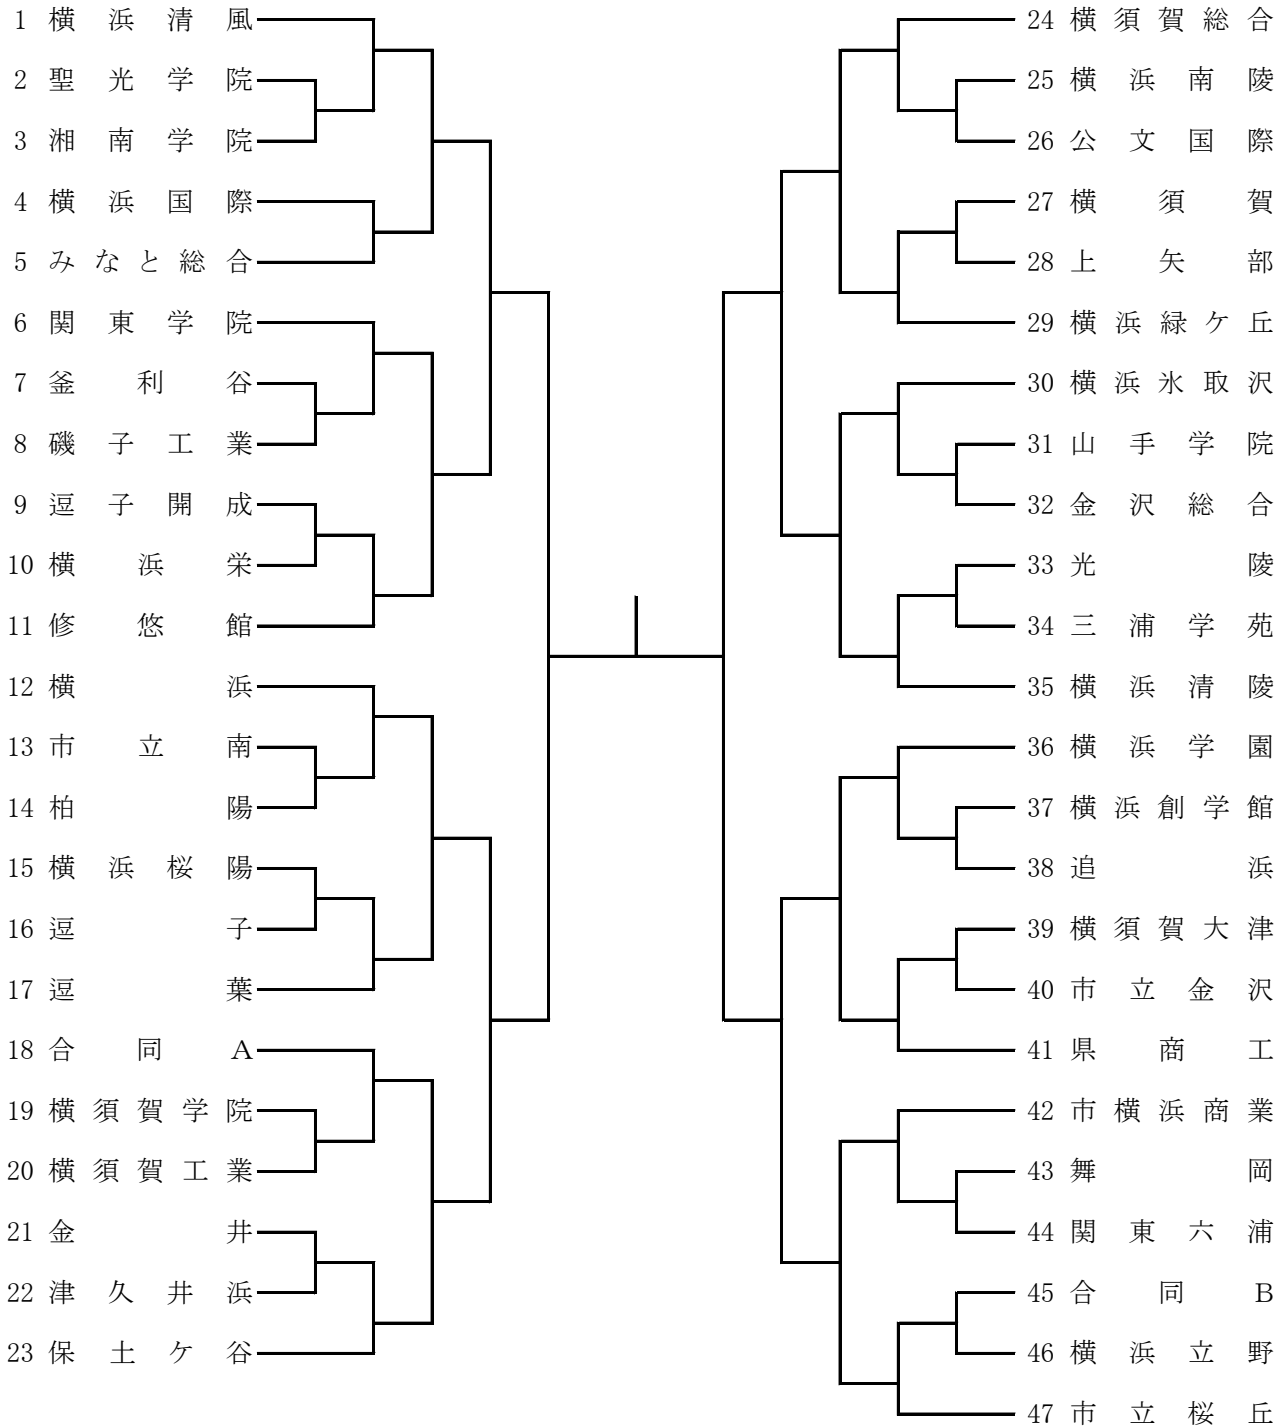 1 横浜清風
2 聖光学院
3 湘南学院
4 横浜国際
5 みなと総合
6 関東学院
7 釜利谷
8 磯子工業
9 逗子開成
10 横浜栄
11 修悠館
12 横浜
13 市立南
14 柏陽
15 横浜桜陽
16 逗子
17 逗葉
18 合同A
19 横須賀学院
20 横須賀工業
21 金井
22 津久井浜
23 保土ケ谷
24 横須賀総合
25 横浜南陵
26 公文国際
27 横須賀
28 上矢部
29 横浜緑ケ丘
30 横浜氷取沢
31 山手学院
32 金沢総合
33 光陵
34 三浦学苑
35 横浜清陵
36 横浜学園
37 横浜創学館
38 追浜
39 横須賀大津
40 市立金沢
41 県商工
42 市横浜商業
43 舞岡
44 関東六浦
45 合同B
46 横浜立野
47 市立桜丘